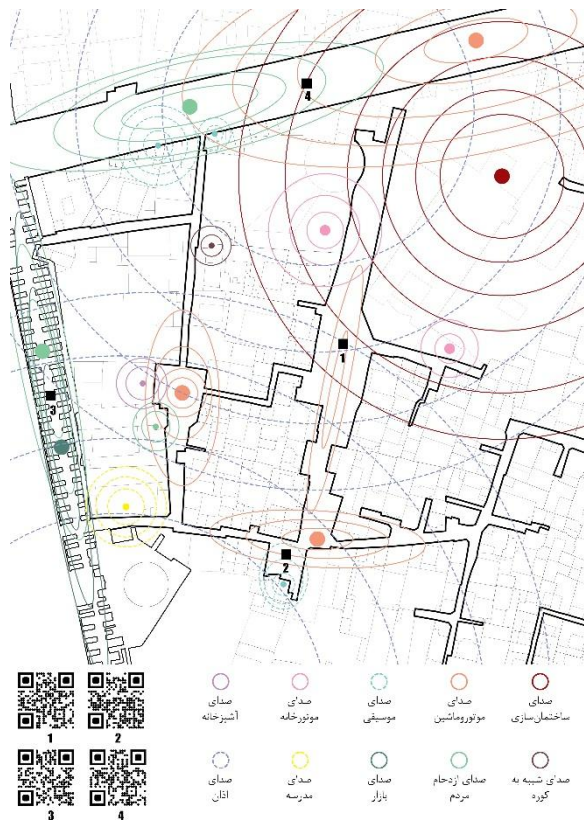 4
1
3
2
1
2
صدای
ساختمان‌سازی
صدای
موتوروماشین
صدای
موسیقی
صدای
موتورخانه
صدای
آشپزخانه
3
4
صدای شبیه به
کوره
صدای ازدحام
مردم
صدای
بازار
صدای
مدرسه
صدای
اذان